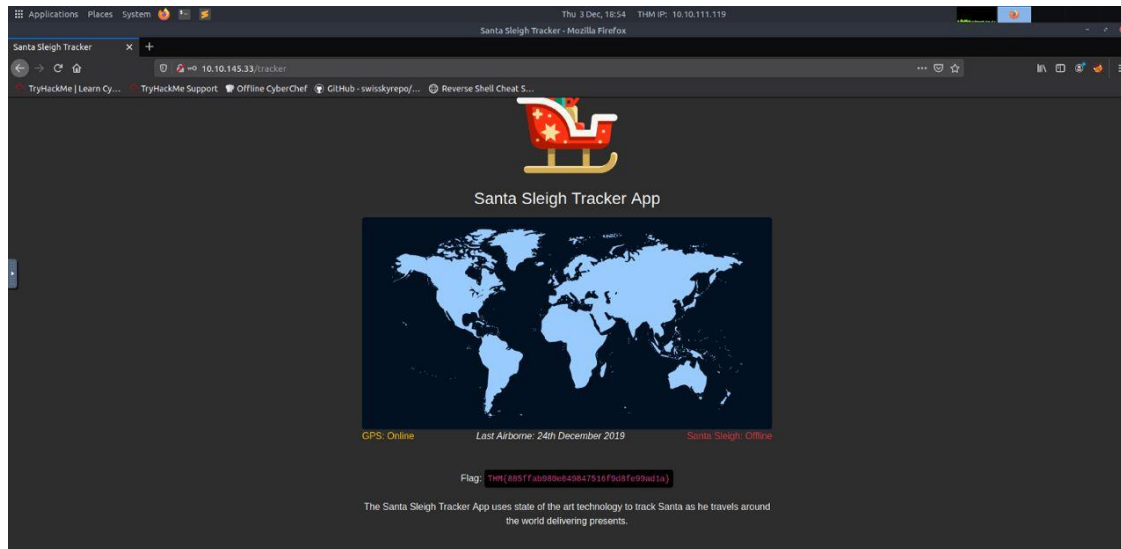 Applications Places System Thu 3 Dec, 18:54 THM IP: 10.10.111.119
Santa Sleigh Tracker - Mozilla Firefox
Santa Sleigh Tracker
10.10.145.33/tracker
TryHackMe | Learn Cy... TryHackMe Support Offline CyberChef GitHub - swisskyrepo/... Reverse Shell Cheat S...
Santa Sleigh Tracker App
GPS: Online Last Airborne: 24th December 2019 Santa Sleigh: Offline
Flag:
The Santa Sleigh Tracker App uses state of the art technology to track Santa as he travels around
the world delivering presents.